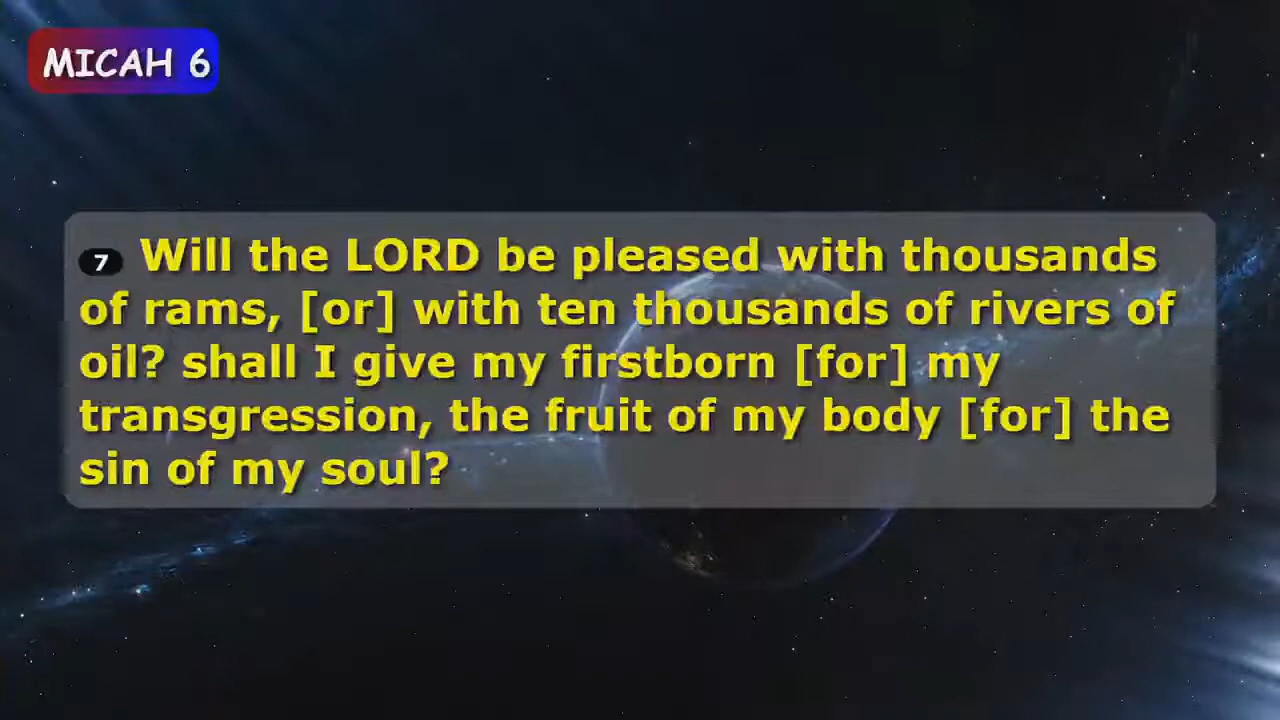 MICAH 6
7 Will the LORD be pleased with thousands
of rams, [or] with ten thousands of rivers of
oil? shall I give my firstborn [for] my
transgression, the fruit of my body [for] the
sin of my soul?